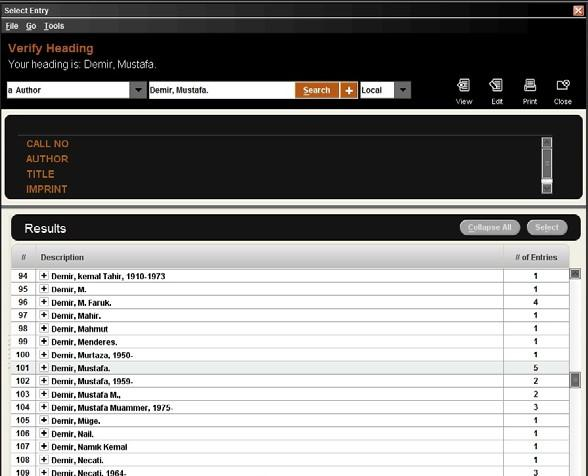 Select Entry
File Go Tools
Verify Heading
Your heading is: Demir, Mustafa.
a Author Demir, Mustafa. Search + Local
View Edit Print Close
CALL NO
AUTHOR
TITLE
IMPRINT
Results Collapse All Select
# Description # of Entries
94 + Demir, kemal Tahir, 1910-1973 1
95 + Demir, M. 1
96 + Demir, M. Faruk. 4
97 + Demir, Mahir. 1
98 + Demir, Mahmut 1
99 + Demir, Menderes. 1
100 + Demir, Murtaza, 1950- 1
101 + Demir, Mustafa. 5
102 + Demir, Mustafa, 1959- 2
103 + Demir, Mustafa M., 2
104 + Demir, Mustafa Muammer, 1975- 3
105 + Demir, Müge. 1
106 + Demir, Nail. 1
107 + Demir, Namık Kemal 1
108 + Demir, Necati. 1
109 + Demir, Necati, 1964- 3